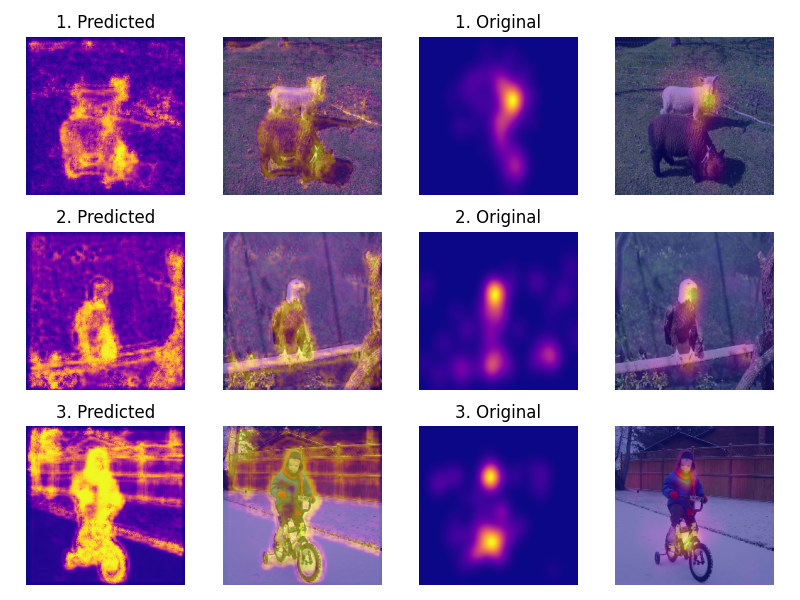 1. Predicted
1. Original
2. Predicted
2. Original
3. Predicted
3. Original